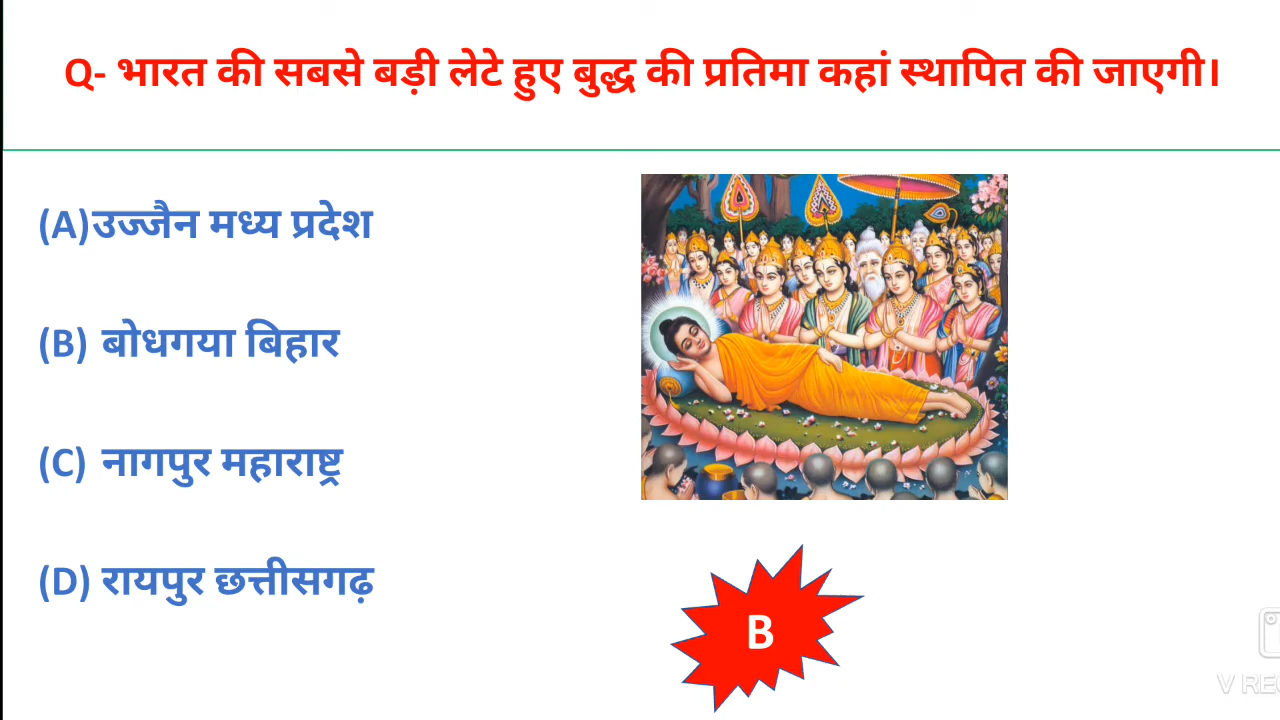 Q- भारत की सबसे बड़ी लेटे हुए बुद्ध की प्रतिमा कहां स्थापित की जाएगी।
(A)उज्जैन मध्य प्रदेश
(B) बोधगया बिहार
(C) नागपुर महाराष्ट्र
(D) रायपुर छत्तीसगढ़
B